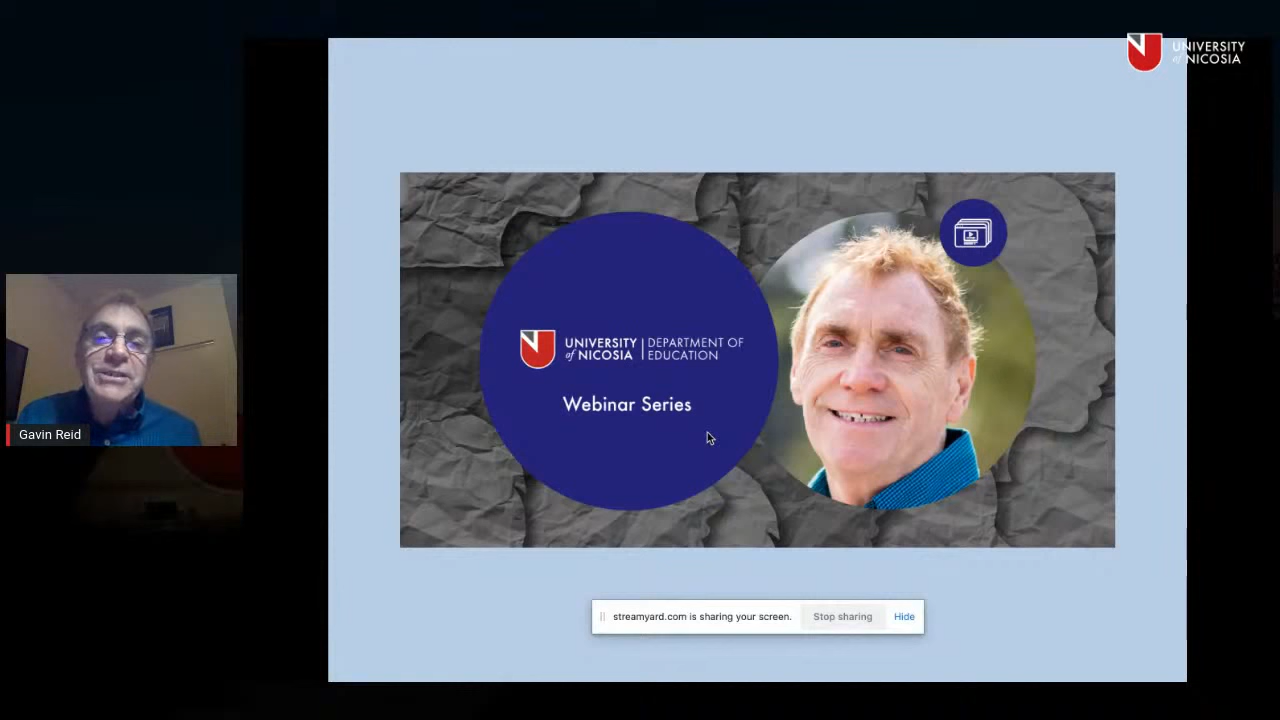 UNIVERSITY
of NICOSIA
UNIVERSITY
of NICOSIA
DEPARTMENT OF
EDUCATION
Webinar Series
Gavin Reid
streamyard.com is sharing your screen.
Stop sharing
Hide